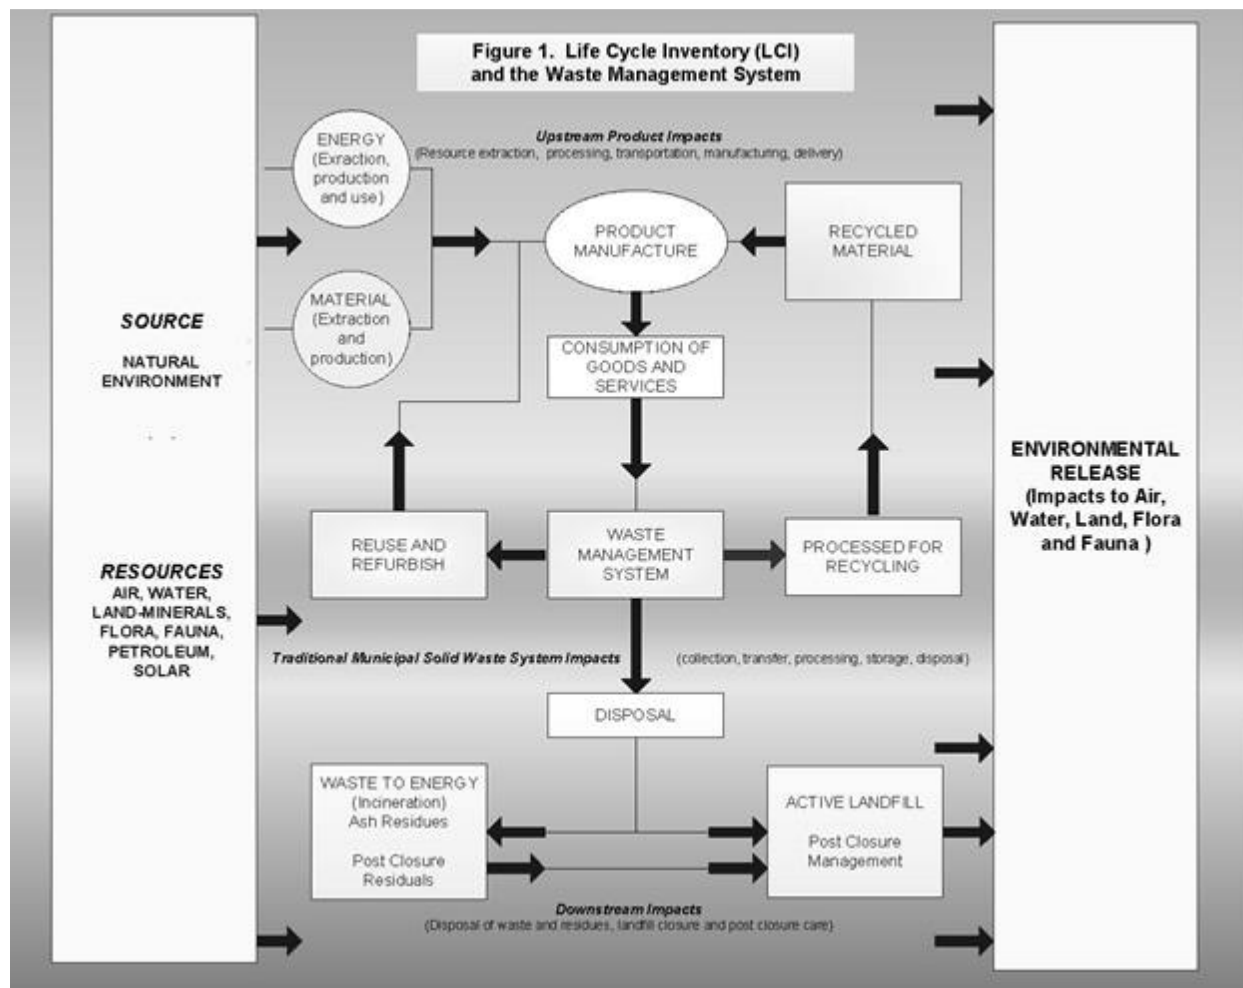 Figure 1. Life Cycle Inventory (LCI)
and the Waste Management System
SOURCE
NATURAL
ENVIRONMENT
RESOURCES
AIR, WATER,
LAND-MINERALS,
FLORA, FAUNA,
PETROLEUM,
SOLAR
Upstream Product Impacts
(Resource extraction, processing, transportation, manufacturing, delivery)
ENERGY
(Exraction,
production
and use)
MATERIAL
(Extraction
and
production)
PRODUCT
MANUFACTURE
RECYCLED
MATERIAL
CONSUMPTION OF
GOODS AND
SERVICES
REUSE AND
REFURBISH
WASTE
MANAGEMENT
SYSTEM
PROCESSED FOR
RECYCLING
Traditional Municipal Solid Waste System Impacts (collection, transfer, processing, storage, disposal)
DISPOSAL
WASTE TO ENERGY
(Incineration)
Ash Residues
Post Closure
Residuals
ACTIVE LANDFILL
Post Closure
Management
Downstream Impacts
(Disposal of waste and residues, landfill closure and post closure care)
ENVIRONMENTAL
RELEASE
(Impacts to Air,
Water, Land, Flora
and Fauna )